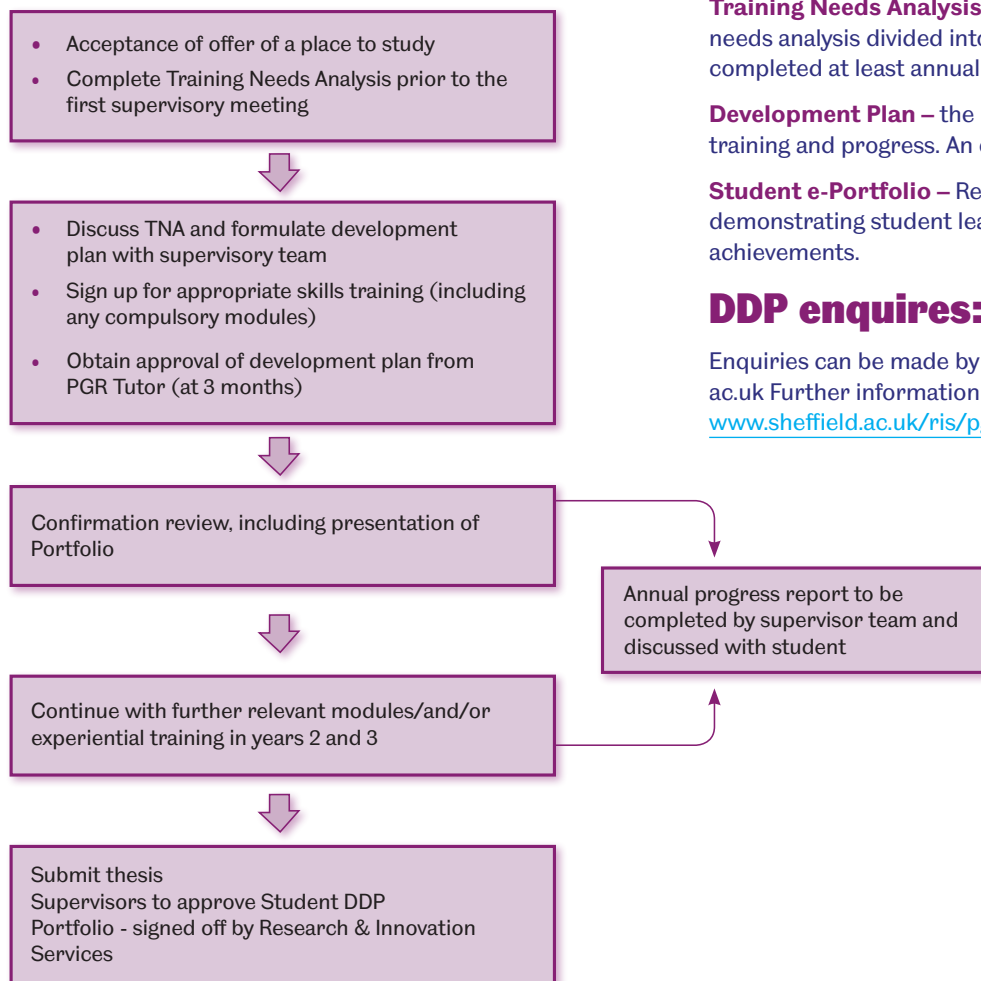 • Acceptance of offer of a place to study
• Complete Training Needs Analysis prior to the
first supervisory meeting
• Discuss TNA and formulate development
plan with supervisory team
• Sign up for appropriate skills training (including
any compulsory modules)
• Obtain approval of development plan from
PGR Tutor (at 3 months)
Confirmation review, including presentation of
Portfolio
Continue with further relevant modules/and/or
experiential training in years 2 and 3
Submit thesis
Supervisors to approve Student DDP
Portfolio - signed off by Research & Innovation
Services
Annual progress report to be
completed by supervisor team and
discussed with student
Training Needs Analysis
needs analysis divided into
completed at least annual
Development Plan – the
training and progress. An
Student e-Portfolio – Re
demonstrating student lea
achievements.
DDP enquires:
Enquiries can be made by
ac.uk Further information
www.sheffield.ac.uk/ris/p